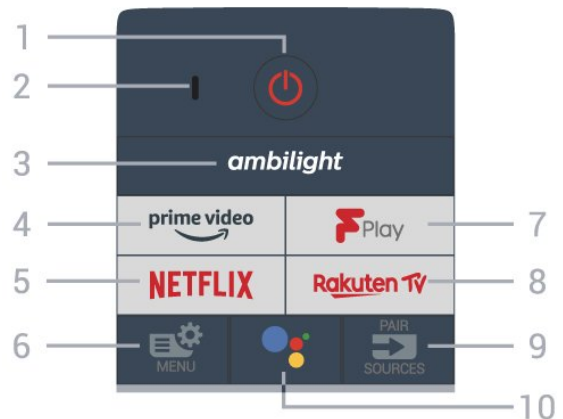 1
2
3
ambilight
4
prime video
FPlay
7
5
NETFLIX
Rakuten TV
8
6
MENU
PAIR
SOURCES
9
10